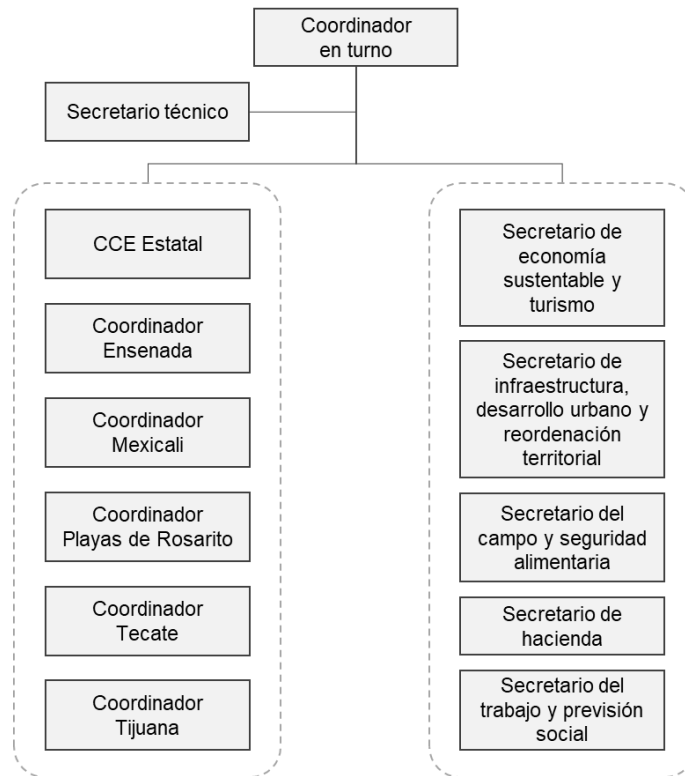 Coordinador
en turno
Secretario técnico
CCE Estatal
Coordinador
Ensenada
Coordinador
Mexicali
Coordinador
Playas de Rosarito
Coordinador
Tecate
Coordinador
Tijuana
Secretario de
economía
sustentable y
turismo
Secretario de
infraestructura,
desarrollo urbano y
reordenación
territorial
Secretario del
campo y seguridad
alimentaria
Secretario de
hacienda
Secretario del
trabajo y previsión
social